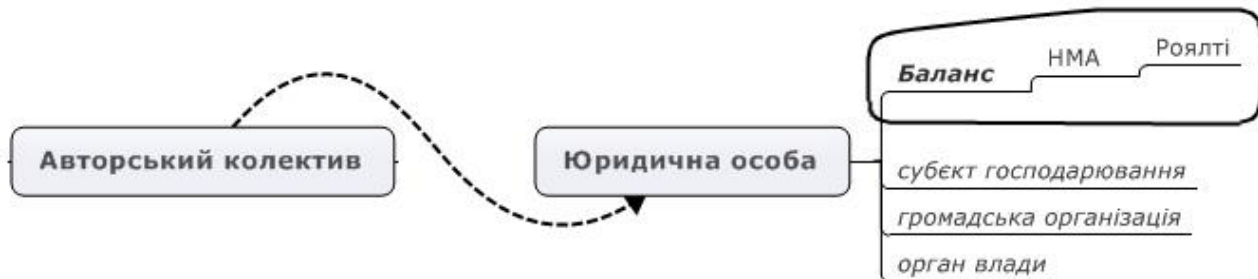 Авторський колектив
Юридична особа
Баланс
НМА
Роялті
субєкт господарювання
громадська організація
орган влади